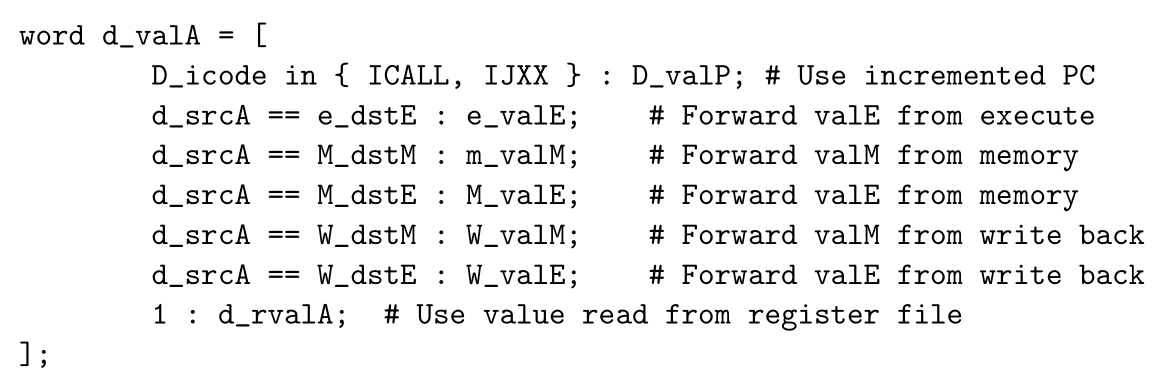 word d_valA = [
        D_icode in { ICALL, IJXX } : D_valP; # Use incremented PC
        d_srcA == e_dstE : e_valE;    # Forward valE from execute
        d_srcA == M_dstM : m_valM;    # Forward valM from memory
        d_srcA == M_dstE : M_valE;    # Forward valE from memory
        d_srcA == W_dstM : W_valM;    # Forward valM from write back
        d_srcA == W_dstE : W_valE;    # Forward valE from write back
        1 : d_rvalA;  # Use value read from register file
];